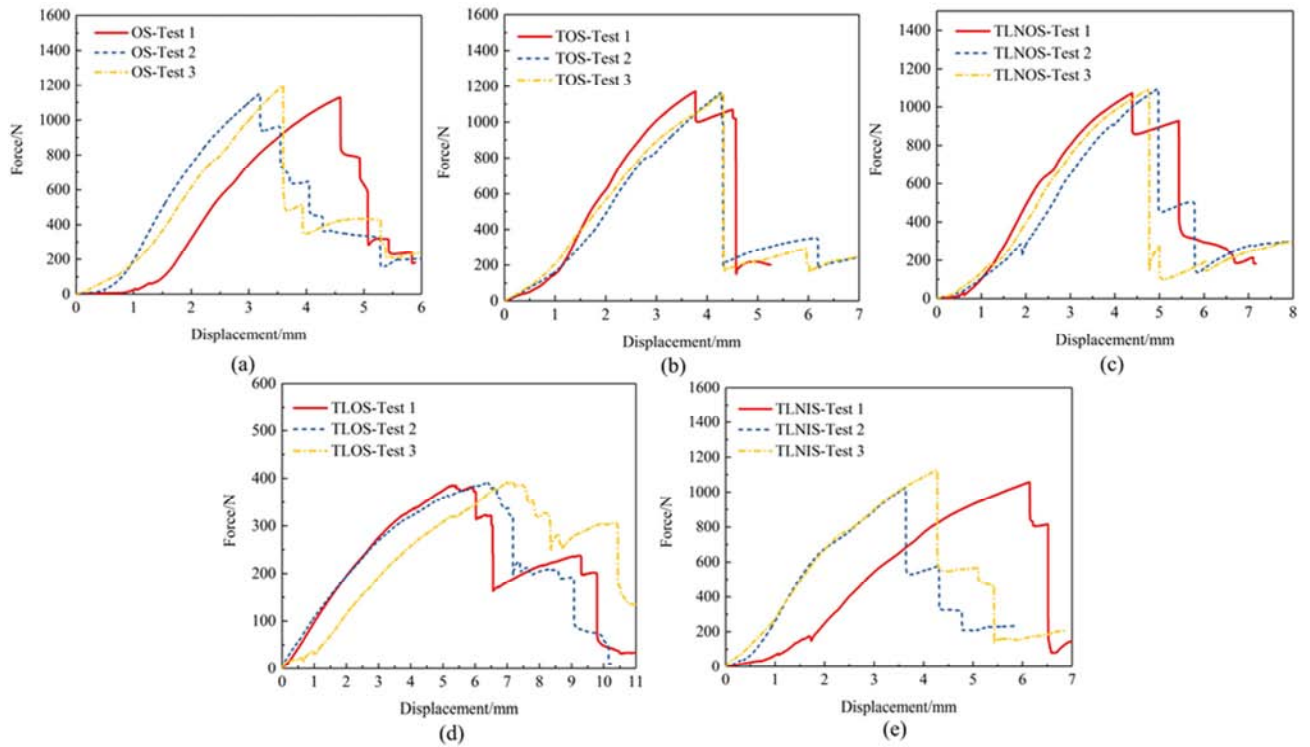 1600
1400
1200
1000
800
600
400
200
0
Force/N
OS-Test 1
OS-Test 2
OS-Test 3
0 1 2 3 4 5 6
Displacement/mm
(a)
1600
1400
1200
1000
800
600
400
200
0
Force/N
TOS-Test 1
TOS-Test 2
TOS-Test 3
0 1 2 3 4 5 6 7
Displacement/mm
(b)
1600
1400
1200
1000
800
600
400
200
0
Force/N
TLNOS-Test 1
TLNOS-Test 2
TLNOS-Test 3
0 1 2 3 4 5 6 7 8
Displacement/mm
(c)
600
500
400
300
200
100
0
Force/N
TLOS-Test 1
TLOS-Test 2
TLOS-Test 3
0 1 2 3 4 5 6 7 8 9 10 11
Displacement/mm
(d)
1600
1400
1200
1000
800
600
400
200
0
Force/N
TLNIS-Test 1
TLNIS-Test 2
TLNIS-Test 3
0 1 2 3 4 5 6 7
Displacement/mm
(e)